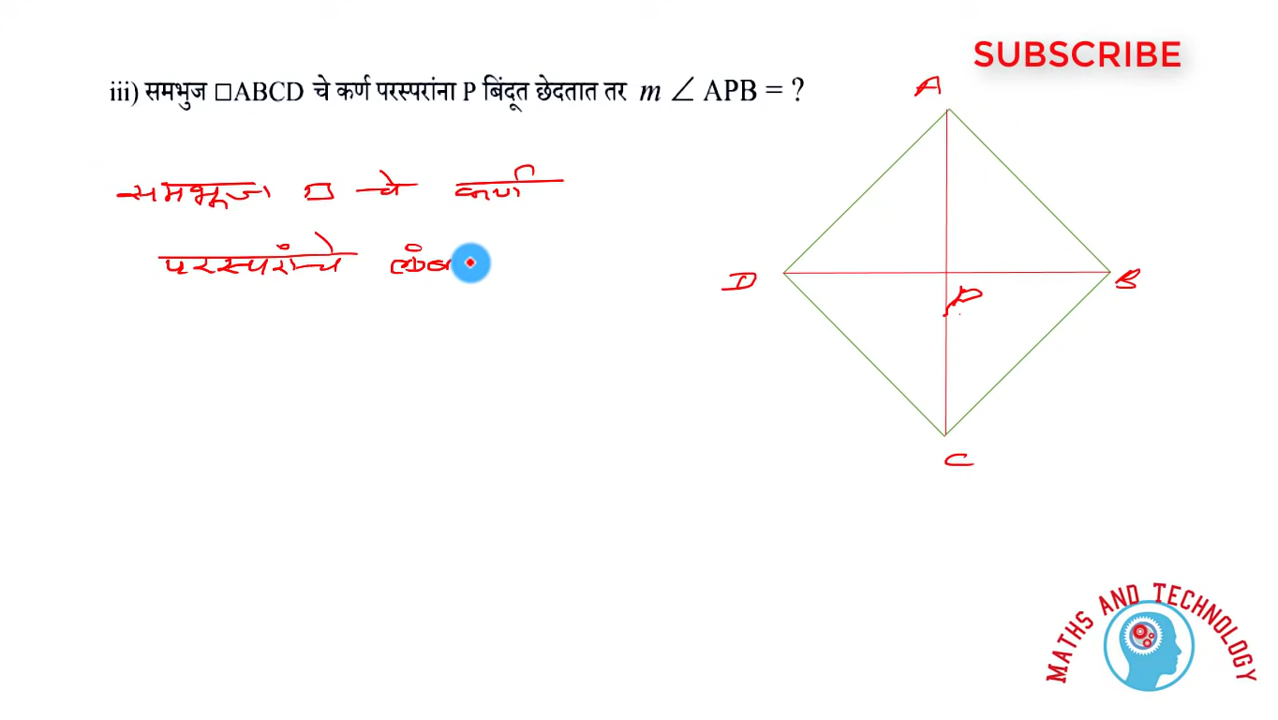 SUBSCRIBE
iii) समभुज □ABCD चे कर्ण परस्परांना P बिंदूत छेदतात तर m ∠ APB = ?
A
समभूज □ चे कर्ण
परस्परांचे लंब
D
B
P
C
MATHS AND TECHNOLOGY